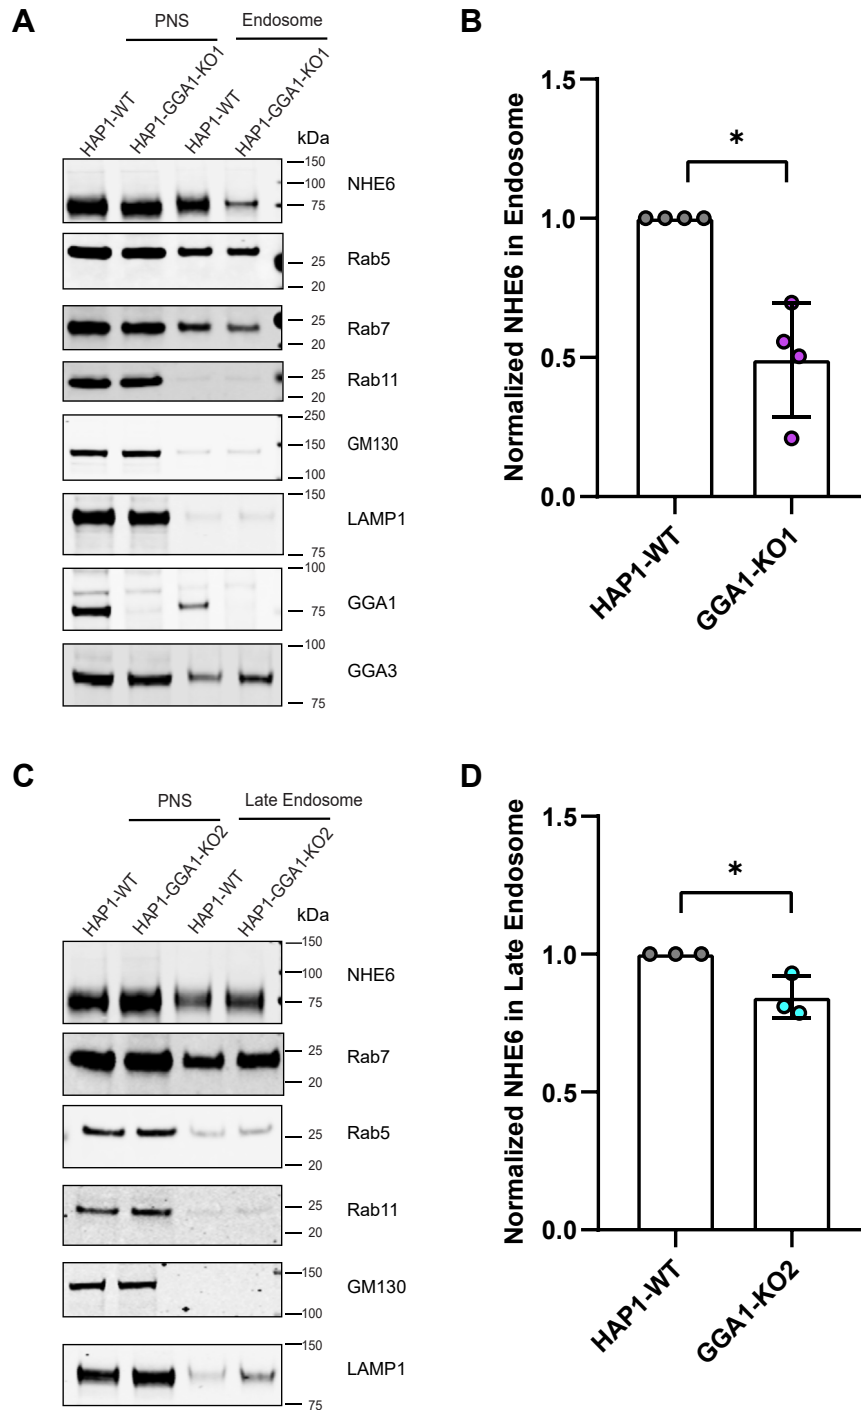 A
PNS
Endosome
HAP1-WT
HAP1-GGA1-KO1
HAP1-WT
HAP1-GGA1-KO1
kDa
150
100
75
NHE6
25
20
Rab5
25
20
Rab7
25
20
Rab11
250
150
100
GM130
150
75
LAMP1
100
75
GGA1
100
75
GGA3
B
Normalized NHE6 in Endosome
1.5
1.0
0.5
0.0
*
HAP1-WT
GGA1-KO1
C
PNS
Late Endosome
HAP1-WT
HAP1-GGA1-KO2
HAP1-WT
HAP1-GGA1-KO2
kDa
150
100
75
NHE6
25
20
Rab7
25
20
Rab5
25
20
Rab11
150
100
GM130
150
75
LAMP1
D
Normalized NHE6 in Late Endosome
1.5
1.0
0.5
0.0
*
HAP1-WT
GGA1-KO2